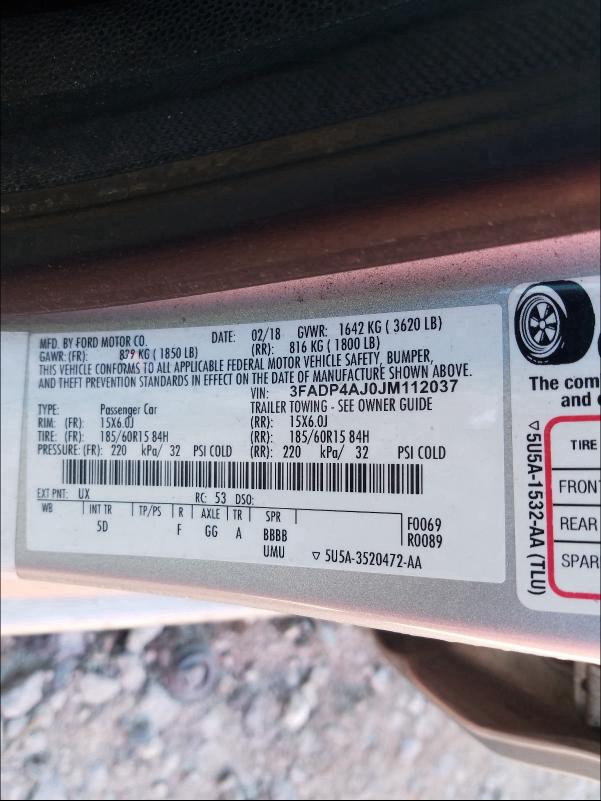 MFD. BY FORD MOTOR CO. DATE: 02/18 GVWR: 1642 KG ( 3620 LB)
GAWR: (FR): 839 KG ( 1850 LB) (RR): 816 KG ( 1800 LB)
THIS VEHICLE CONFORMS TO ALL APPLICABLE FEDERAL MOTOR VEHICLE SAFETY, BUMPER,
AND THEFT PREVENTION STANDARDS IN EFFECT ON THE DATE OF MANUFACTURE SHOWN ABOVE.
VIN: 3FADP4AJ0JM112037
TYPE: Passenger Car TRAILER TOWING - SEE OWNER GUIDE
RIM: (FR): 15X6.0J (RR): 15X6.0J
TIRE: (FR): 185/60R15 84H (RR): 185/60R15 84H
PRESSURE: (FR): 220 kPa/ 32 PSI COLD (RR): 220 kPa/ 32 PSI COLD
EXT PNT: UX RC: 53 DSO:
WB INT TR TP/PS R AXLE TR SPR F0069
5D F GG A BBBB R0089
UMU ▽ 5U5A-3520472-AA
The com
and
▽5U5A-1532-AA (TLU)
TIRE
FRON
REAR
SPAR